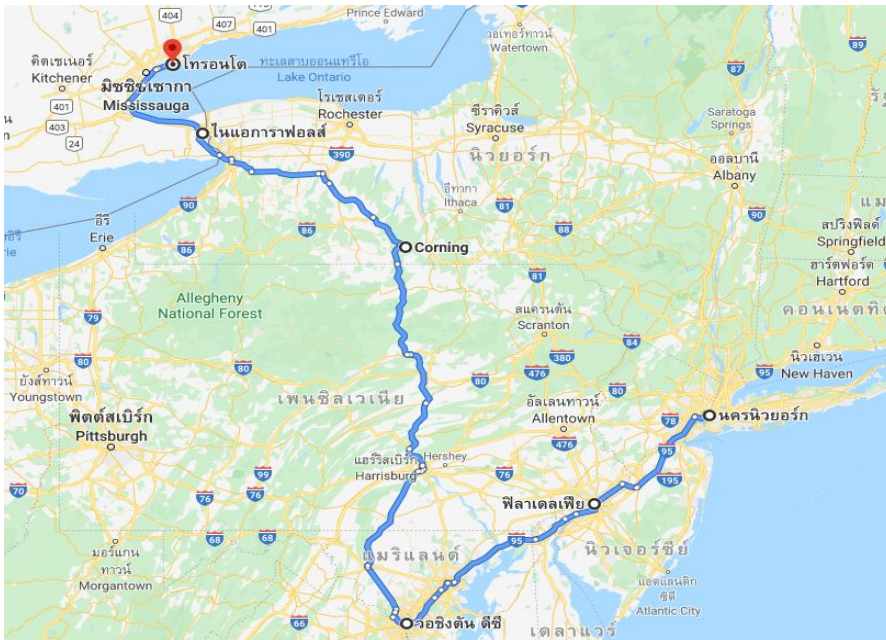 404
407
401
Prince Edward
คิตเชเนอร์
Kitchener
โทรอนโต
ทะเลสาบออนแทรีโอ
Lake Ontario
วอเทอร์ทาวน์
Watertown
89
87
มิซซิซเซากา
Mississauga
401
403
24
ไนแอการาฟอลส์
โรเชสเตอร์
Rochester
ซีราคิวส์
Syracuse
Saratoga
Springs
390
90
นิวยอร์ก
ออลบานี
Albany
90
อีรี
Erie
86
86
อีทากา
Ithaca
81
88
Corning
81
สปริงฟิลด์
Springfield
ฮาร์ตฟอร์ด
Hartford
คอนเนตทิ
Allegheny
National Forest
79
80
80
สแครนตัน
Scranton
84
380
476
80
80
นิวเฮเวน
New Haven
95
ยังส์ทาวน์
Youngstown
เพนซิลเวเนีย
พิตต์สเบิร์ก
Pittsburgh
อัลเลนทาวน์
Allentown
476
78
นครนิวยอร์ก
95
195
แฮร์ริสเบิร์ก
Harrisburg
Hershey
76
99
76
76
70
68
68
ฟิลาเดลเฟีย
มอร์แกน
ทาวน์
Morgantown
แมริแลนด์
95
นิวเจอร์ซีย์
แอตแลนติก
ซิตี
Atlantic City
66
วอชิงตัน ดีซี
เดลาแวร์